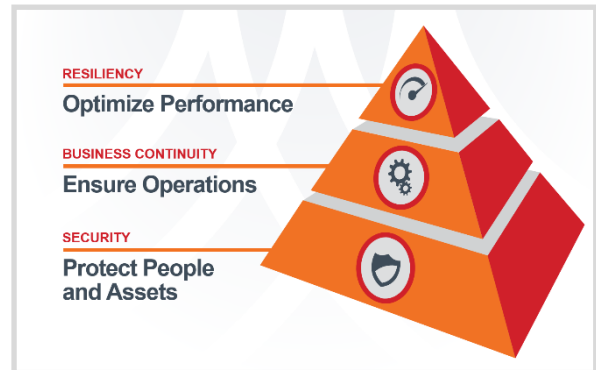 RESILIENCY
Optimize Performance
BUSINESS CONTINUITY
Ensure Operations
SECURITY
Protect People
and Assets